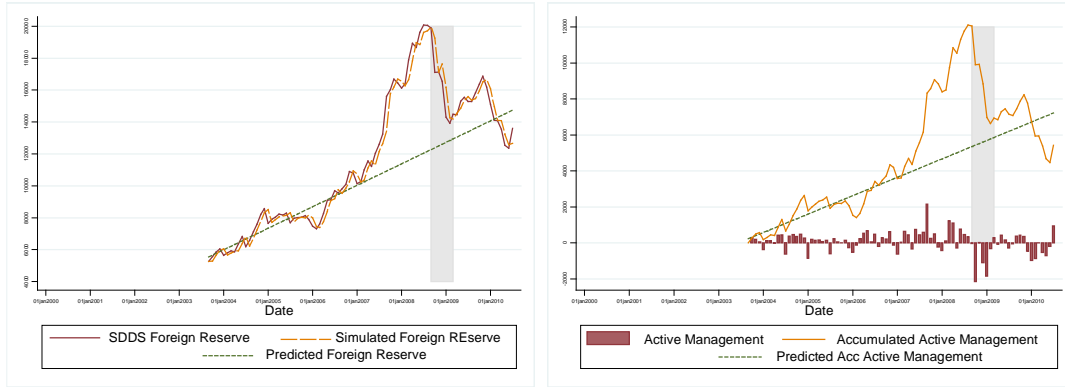 20000
18000
16000
14000
12000
10000
8000
6000
4000
01jan2000 01jan2001 01jan2002 01jan2003 01jan2004 01jan2005 01jan2006 01jan2007 01jan2008 01jan2009 01jan2010
Date
SDDS Foreign Reserve Simulated Foreign REserve
Predicted Foreign Reserve
12000
10000
8000
6000
4000
2000
0
-2000
01jan2000 01jan2001 01jan2002 01jan2003 01jan2004 01jan2005 01jan2006 01jan2007 01jan2008 01jan2009 01jan2010
Date
Active Management Accumulated Active Management
Predicted Acc Active Management